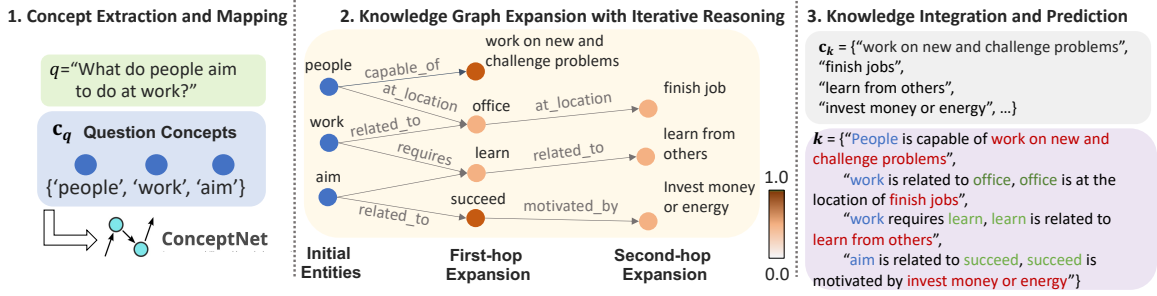 1. Concept Extraction and Mapping
q="What do people aim
to do at work?"
c_q Question Concepts
{'people', 'work', 'aim'}
ConceptNet
2. Knowledge Graph Expansion with Iterative Reasoning
people
work
aim
capable_of
at_location
related_to
requires
related_to
work on new and
challenge problems
office
learn
succeed
at_location
related_to
motivated_by
finish job
learn from
others
Invest money
or energy
Initial
Entities
First-hop
Expansion
Second-hop
Expansion
1.0
0.0
3. Knowledge Integration and Prediction
c_k = {"work on new and challenge problems",
"finish jobs",
"learn from others",
"invest money or energy", …}
k = {"People is capable of work on new and
challenge problems",
"work is related to office, office is at the
location of finish jobs",
"work requires learn, learn is related to
learn from others",
"aim is related to succeed, succeed is
motivated by invest money or energy"}